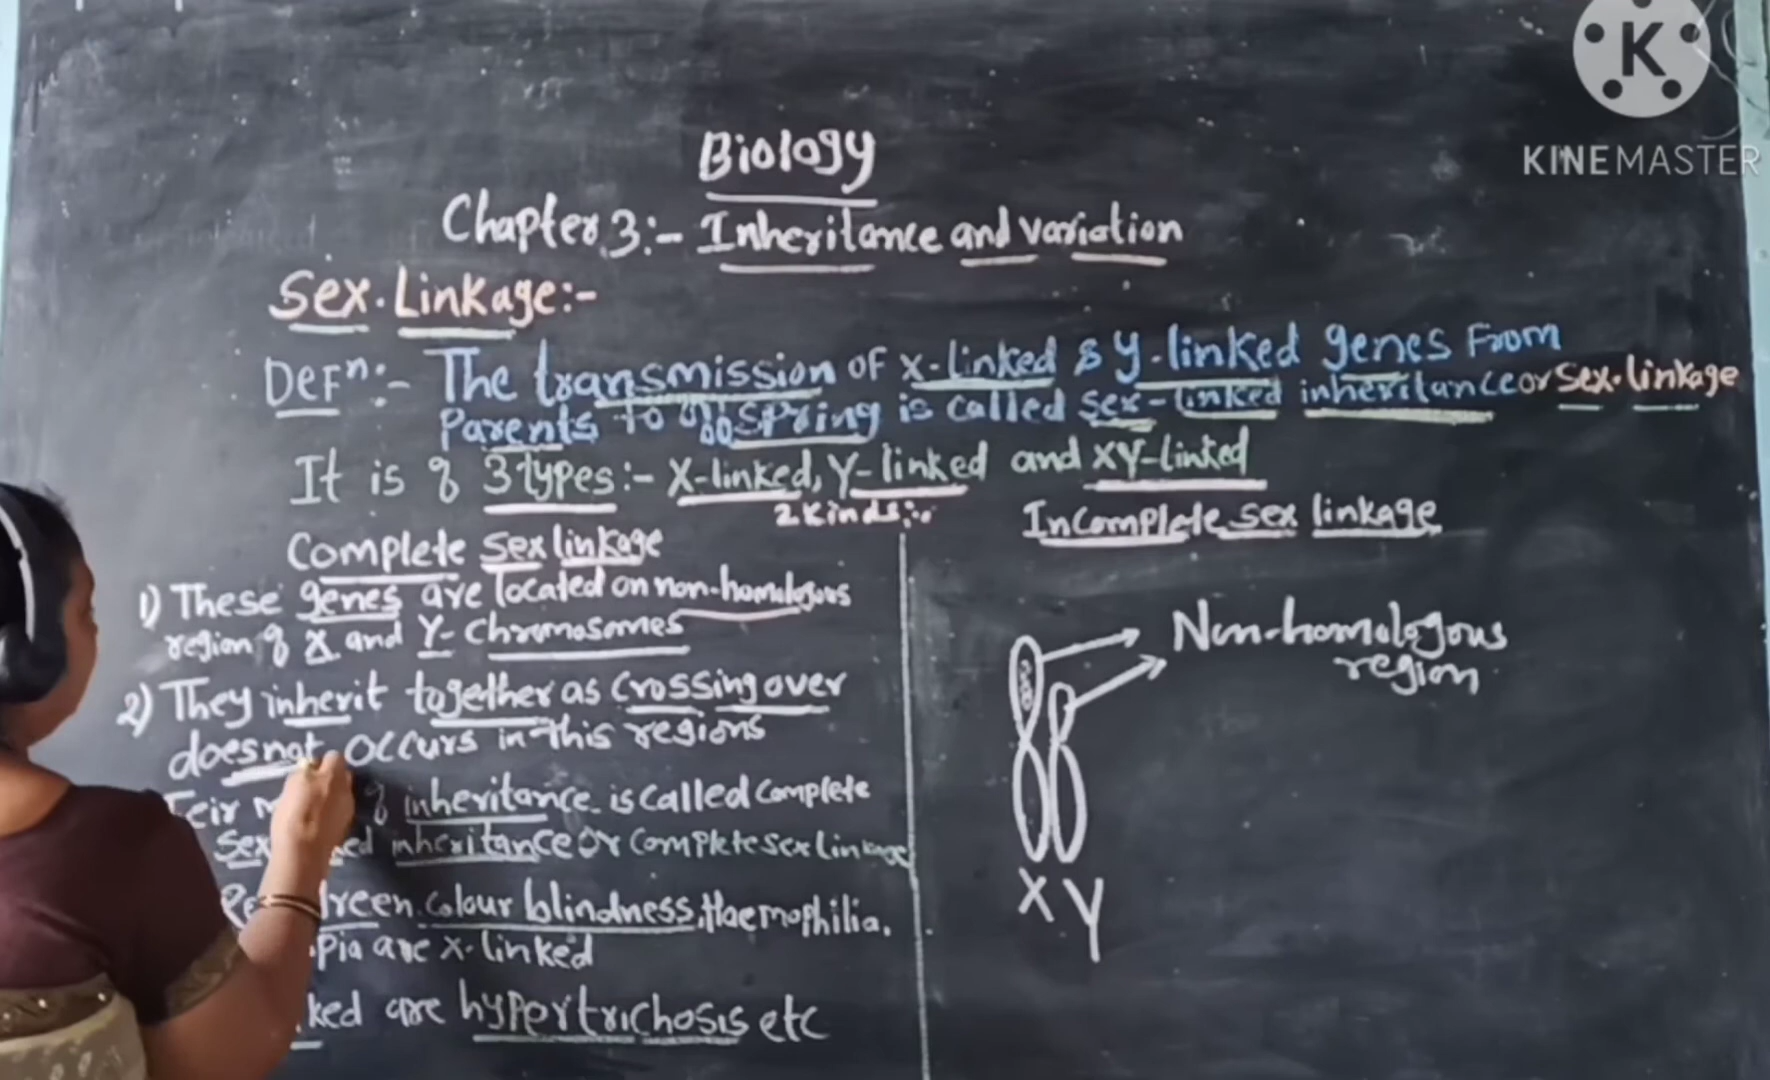 K
KINEMASTER
Biology
Chapter 3:- Inheritance and variation
Sex. Linkage:-
DEFn:- The transmission of X-linked & y-linked genes From
Parents to offspring is called sex-linked inheritance or sex.linkage
It is of 3 types:- X-linked, Y-linked and XY-linked
2 kinds:-
Complete sex linkage
1) These genes are located on non-homologous
region of X and Y- Chromosomes
2) They inherit together as crossing over
does not occurs in this regions
of inheritance is called Complete
Sex inheritance or complete sex linkage
colour blindness, Haemophilia.
are X-linked
are hypertrichosis etc
Incomplete sex linkage
Non-homologous
region
X Y